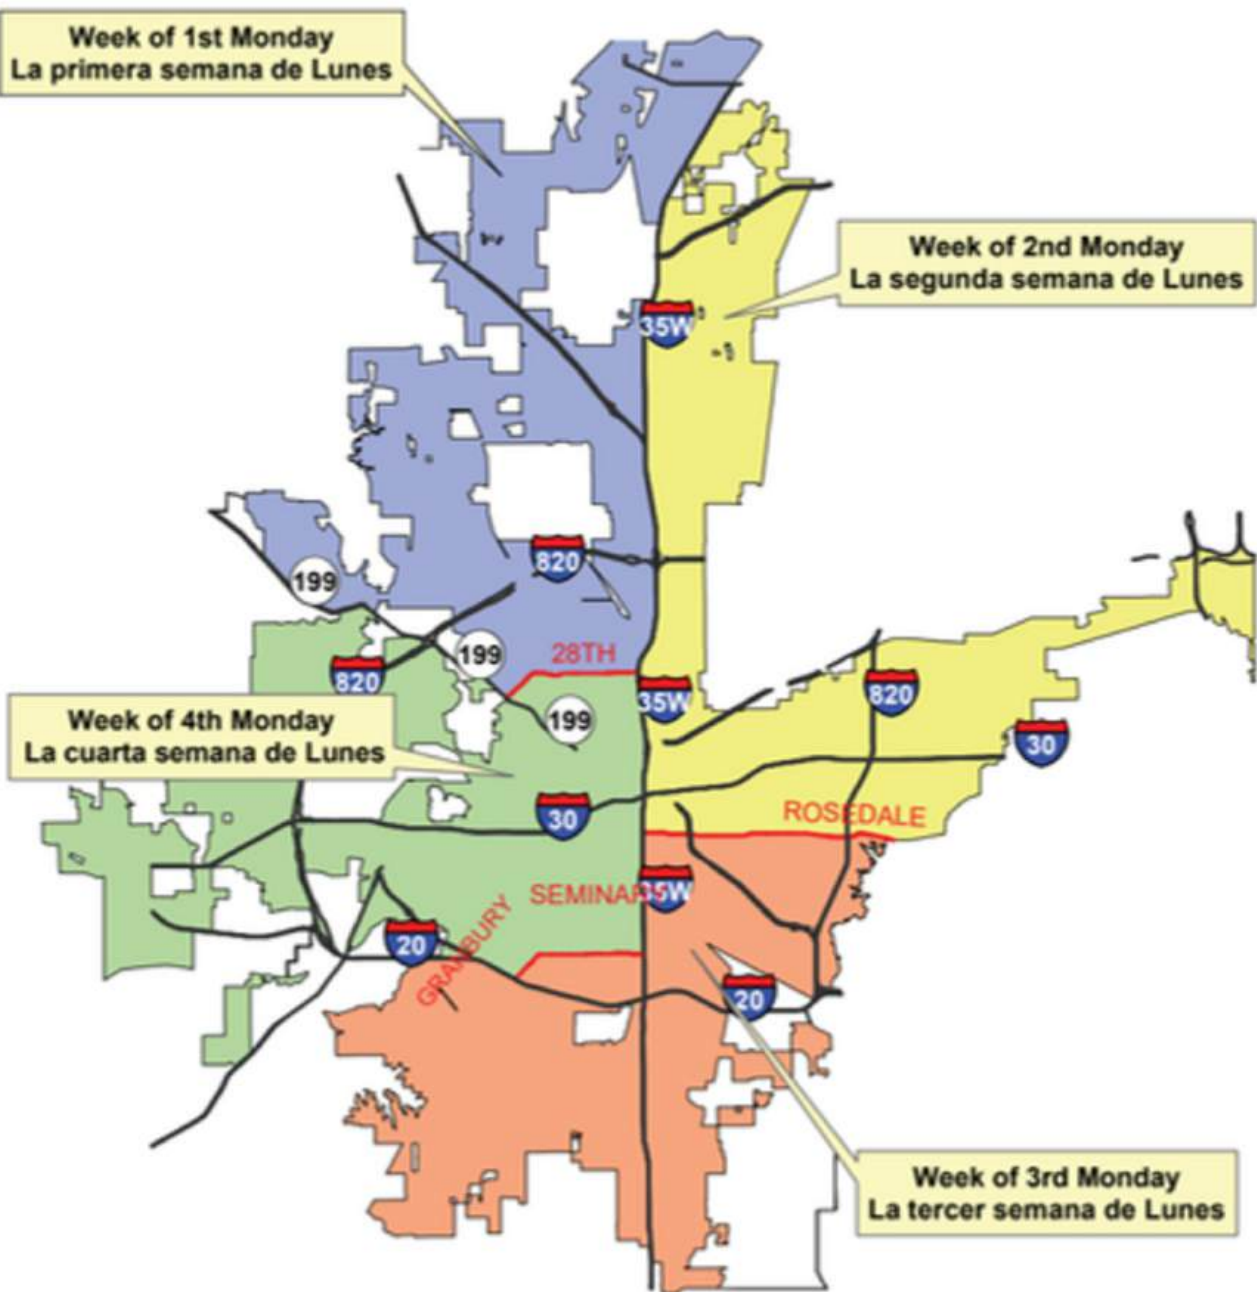 Week of 1st Monday
La primera semana de Lunes
Week of 2nd Monday
La segunda semana de Lunes
35W
820
199
199
28TH
820
35W
820
199
Week of 4th Monday
La cuarta semana de Lunes
30
30
ROSEDALE
SEMINARY
35W
20
GRANBURY
20
Week of 3rd Monday
La tercer semana de Lunes